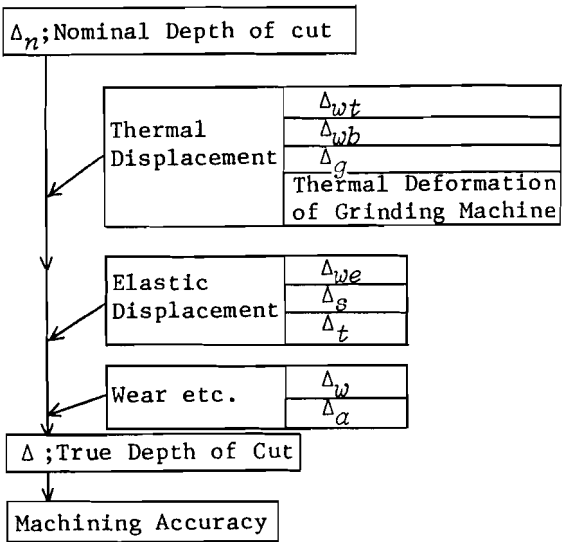 Δn;Nominal Depth of cut
Thermal
Displacement
Δwt
Δwb
Δg
Thermal Deformation
of Grinding Machine
Elastic
Displacement
Δwe
Δs
Δt
Wear etc.
Δw
Δa
Δ ;True Depth of Cut
Machining Accuracy